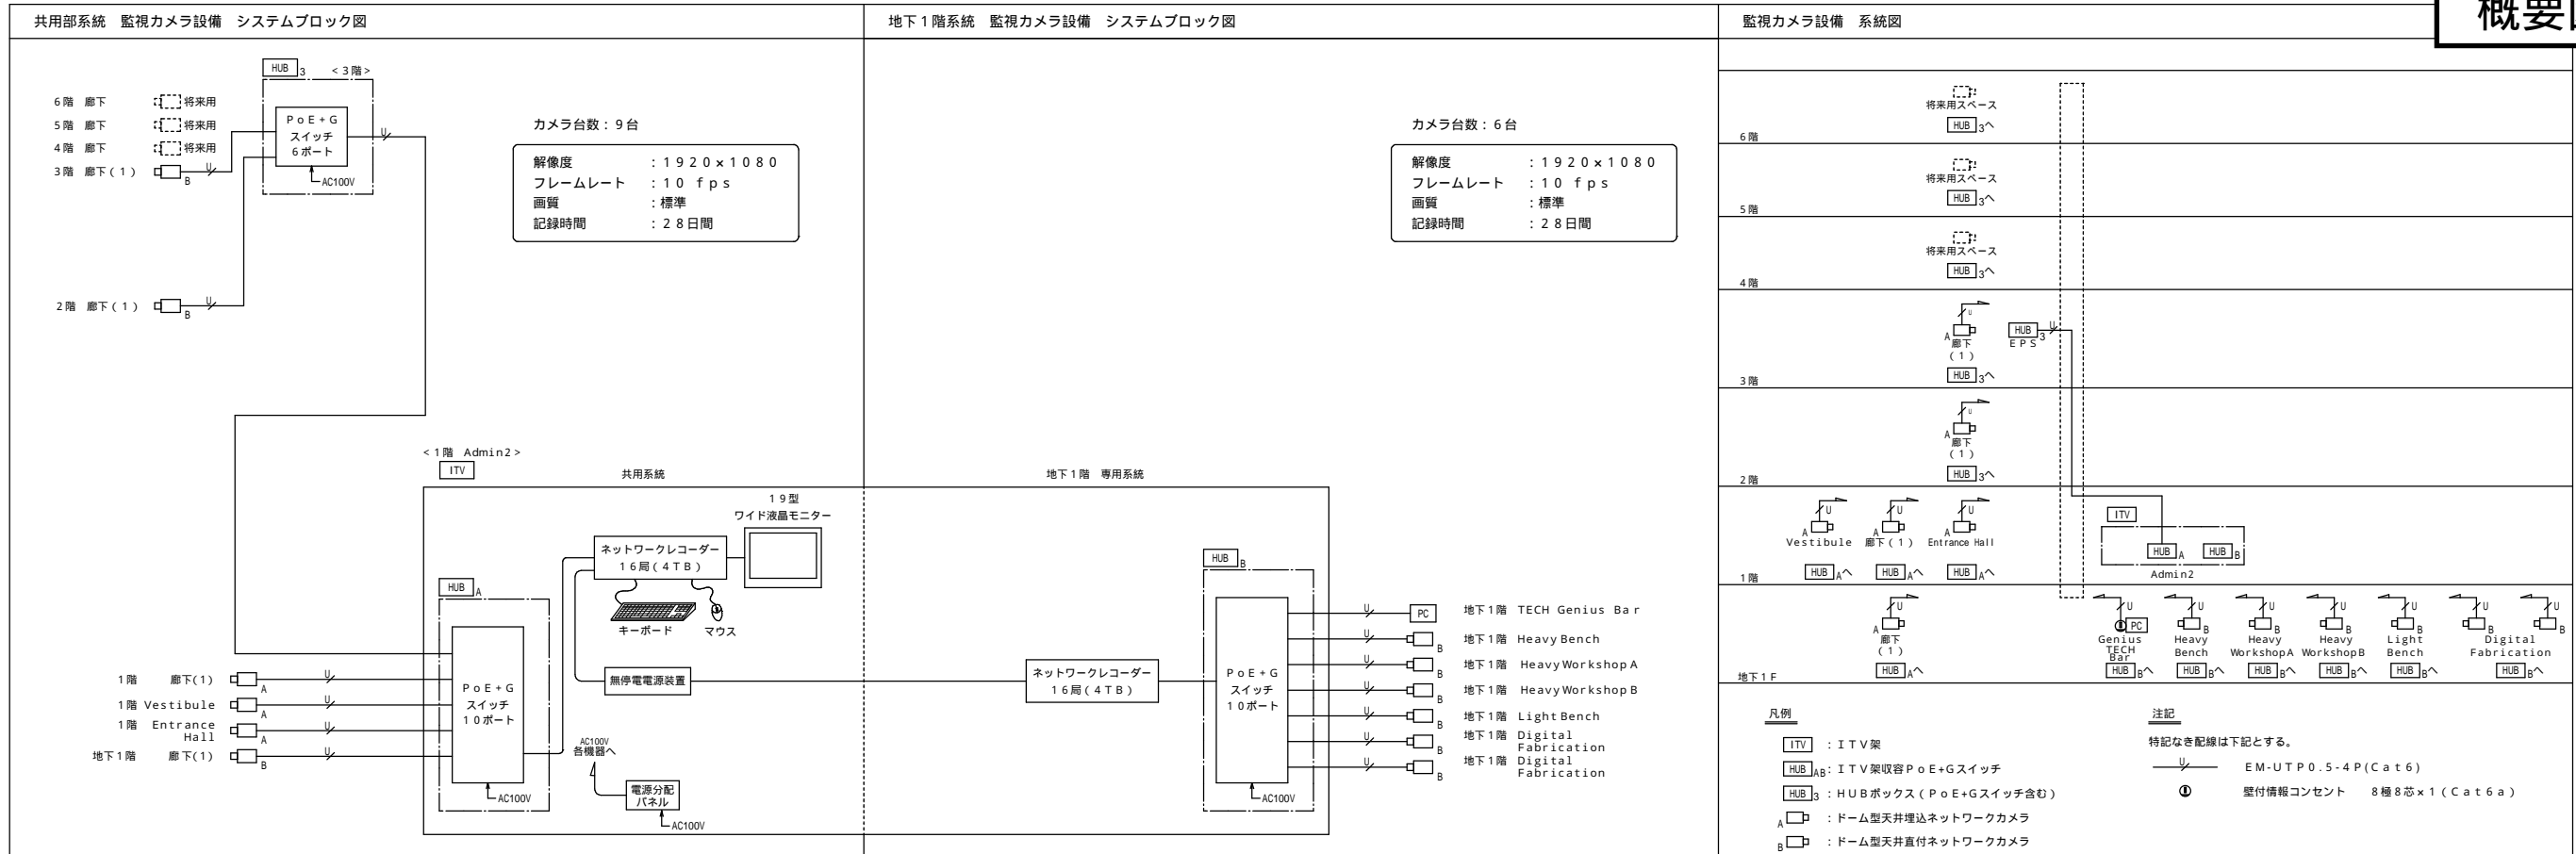 共用部系統 監視カメラ設備 システムブロック図
HUB 3 <3階>
6階 廊下 将来用
5階 廊下 将来用
4階 廊下 将来用
3階 廊下(1) B U
2階 廊下(1) B U
PoE+G
スイッチ
6ポート
AC100V
U
カメラ台数:9台
解像度 :1920×1080
フレームレート :10 fps
画質 :標準
記録時間 :28日間
<1階 Admin2>
ITV
共用系統
19型
ワイド液晶モニター
ネットワークレコーダー
16局(4TB)
キーボード マウス
HUB A
PoE+G
スイッチ
10ポート
AC100V
無停電電源装置
AC100V
各機器へ
電源分配
パネル
AC100V
1階 廊下(1) A U
1階 Vestibule A U
1階 Entrance
Hall A U
地下1階 廊下(1) B U
地下1階系統 監視カメラ設備 システムブロック図
カメラ台数:6台
解像度 :1920×1080
フレームレート :10 fps
画質 :標準
記録時間 :28日間
地下1階 専用系統
ネットワークレコーダー
16局(4TB)
HUB B
PoE+G
スイッチ
10ポート
AC100V
U PC 地下1階 TECH Genius Bar
U B 地下1階 Heavy Bench
U B 地下1階 HeavyWorkshopA
U B 地下1階 HeavyWorkshopB
U B 地下1階 LightBench
U B 地下1階 Digital
Fabrication
U B 地下1階 Digital
Fabrication
監視カメラ設備 系統図
概要
将来用スペース
HUB 3へ
6階
将来用スペース
HUB 3へ
5階
将来用スペース
HUB 3へ
4階
U
A
廊下
(1)
HUB 3へ
HUB 3 U
EPS
3階
U
A
廊下
(1)
HUB 3へ
2階
U U U
A A A
Vestibule 廊下(1) Entrance Hall
HUB Aへ HUB Aへ HUB Aへ
ITV
HUB A HUB B
Admin2
1階
U
A
廊下
(1)
HUB Aへ
U
PC
Genius
TECH
Bar
HUB Bへ
U
B
Heavy
Bench
HUB Bへ
U
B
Heavy
WorkshopA
HUB Bへ
U
B
Heavy
WorkshopB
HUB Bへ
U
B
Light
Bench
HUB Bへ
U U
B B
Digital
Fabrication
HUB Bへ
地下1F
凡例
ITV :ITV架
HUB AB:ITV架収容PoE+Gスイッチ
HUB 3 :HUBボックス(PoE+Gスイッチ含む)
A :ドーム型天井埋込ネットワークカメラ
B :ドーム型天井直付ネットワークカメラ
注記
特記なき配線は下記とする。
U EM-UTP0.5-4P(Cat6)
壁付情報コンセント 8極8芯×1(Cat6a)